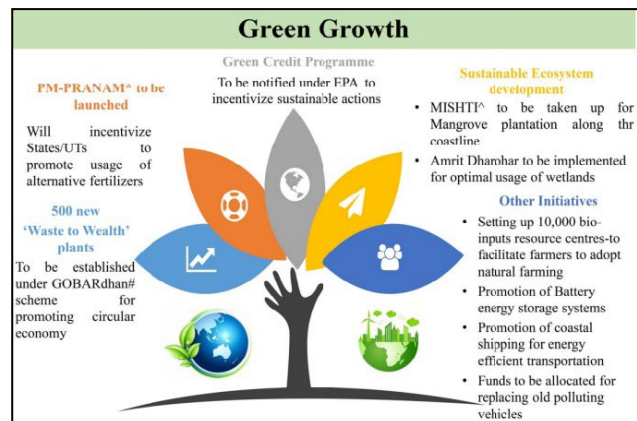 Green Growth
Green Credit Programme
To be notified under EPA to
incentivize sustainable actions
PM-PRANAM* to be
launched
Will incentivize
States/UTs to
promote usage of
alternative fertilizers
500 new
'Waste to Wealth'
plants
To be established
under GOBARdhan#
scheme for
promoting circular
economy
Sustainable Ecosystem
development
• MISHTI^ to be taken up for
Mangrove plantation along thr
coastline
• Amrit Dharohar to be implemented
for optimal usage of wetlands
Other Initiatives
• Setting up 10,000 bio-
inputs resource centres-to
facilitate farmers to adopt
natural farming
• Promotion of Battery
energy storage systems
• Promotion of coastal
shipping for energy
efficient transportation
• Funds to be allocated for
replacing old polluting
vehicles